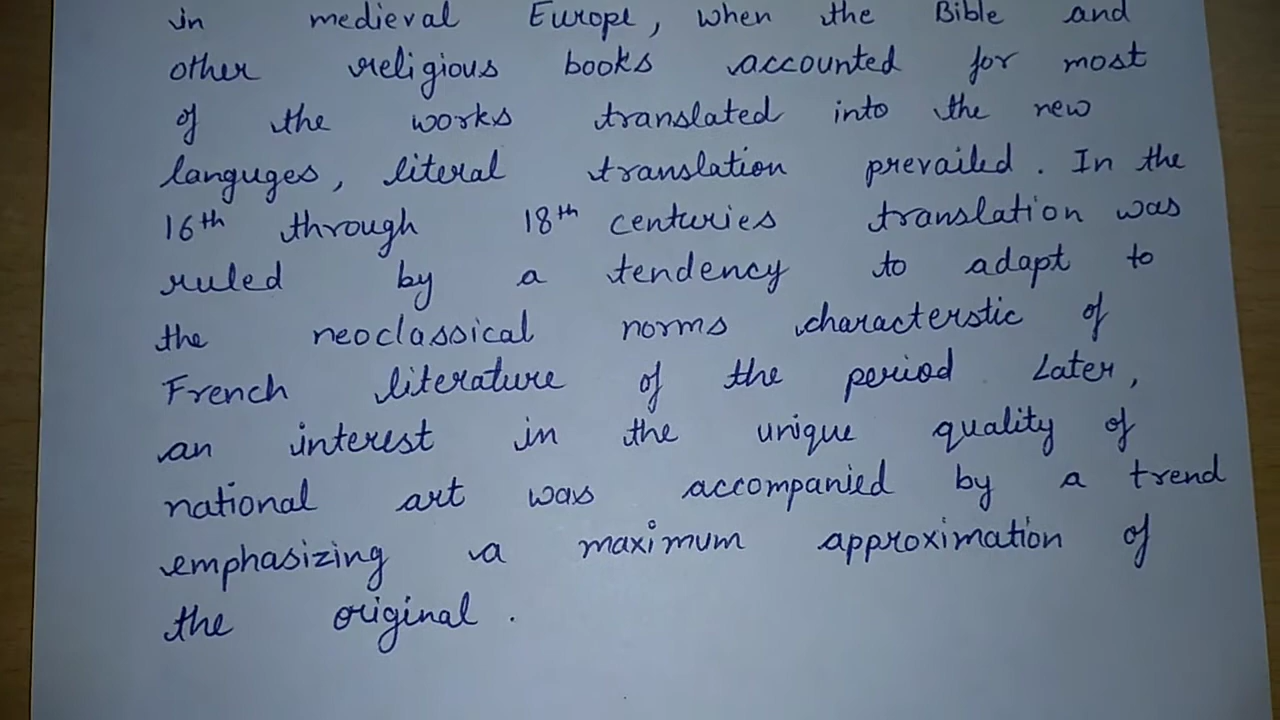 in medieval Europe, when the Bible and
other religious books accounted for most
of the works translated into the new
languges, literal translation prevailed. In the
16th through 18th centuries translation was
ruled by a tendency to adapt to
the neoclassical norms characterstic of
French literature of the period Later,
an interest in the unique quality of
national art was accompanied by a trend
emphasizing a maximum approximation of
the original.